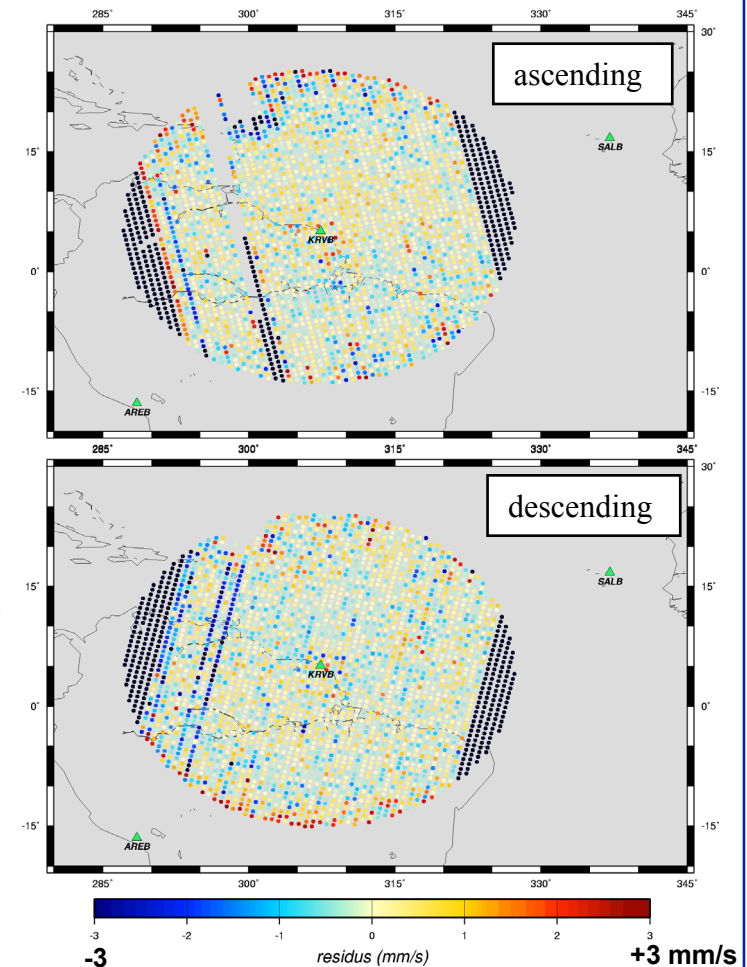 285° 300° 315° 330° 345°
30°
ascending
SALB
15°
KRVB
0°
-15°
AREB
285° 300° 315° 330° 345°
30°
descending
15°
SALB
KRVB
0°
-15°
AREB
285° 300° 315° 330° 345°
-3 -2 -1 0 1 2 3
-3 residus (mm/s) +3 mm/s